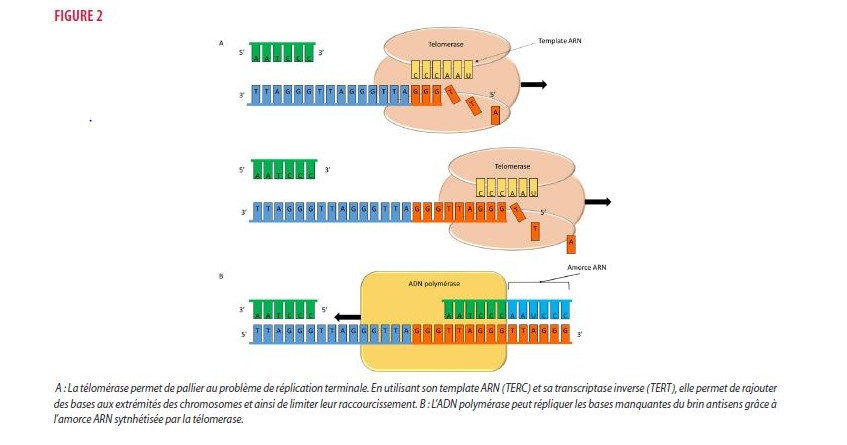 FIGURE 2
A
Telomerase
Template ARN
5' A A T C C C 3'
C C C A A U
3' T T A G G G T T A G G G T T A G G G T T A 5'
5' A A T C C C 3'
Telomerase
C C C A A U
3' T T A G G G T T A G G G T T A G G G T T A G G G T T A 5'
B
Amorce ARN
ADN polymérase
3' A A T C C C 5' A A T C C C A A U C C C
5' T T A G G G T T A G G G T T A G G G T T A G G G T T A G G G 3'
A : La télomérase permet de pallier au problème de réplication terminale. En utilisant son template ARN (TERC) et sa transcriptase inverse (TERT), elle permet de rajouter
des bases aux extrémités des chromosomes et ainsi de limiter leur raccourcissement. B : L'ADN polymérase peut répliquer les bases manquantes du brin antisens grâce à
l'amorce ARN sytnhétisée par la télomerase.